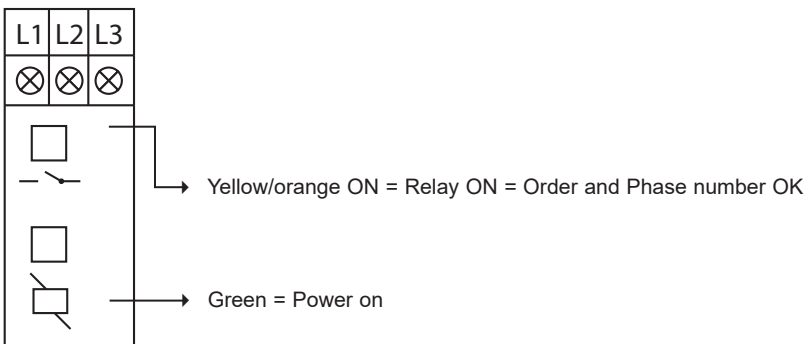 L1 L2 L3
Yellow/orange ON = Relay ON = Order and Phase number OK
Green = Power on